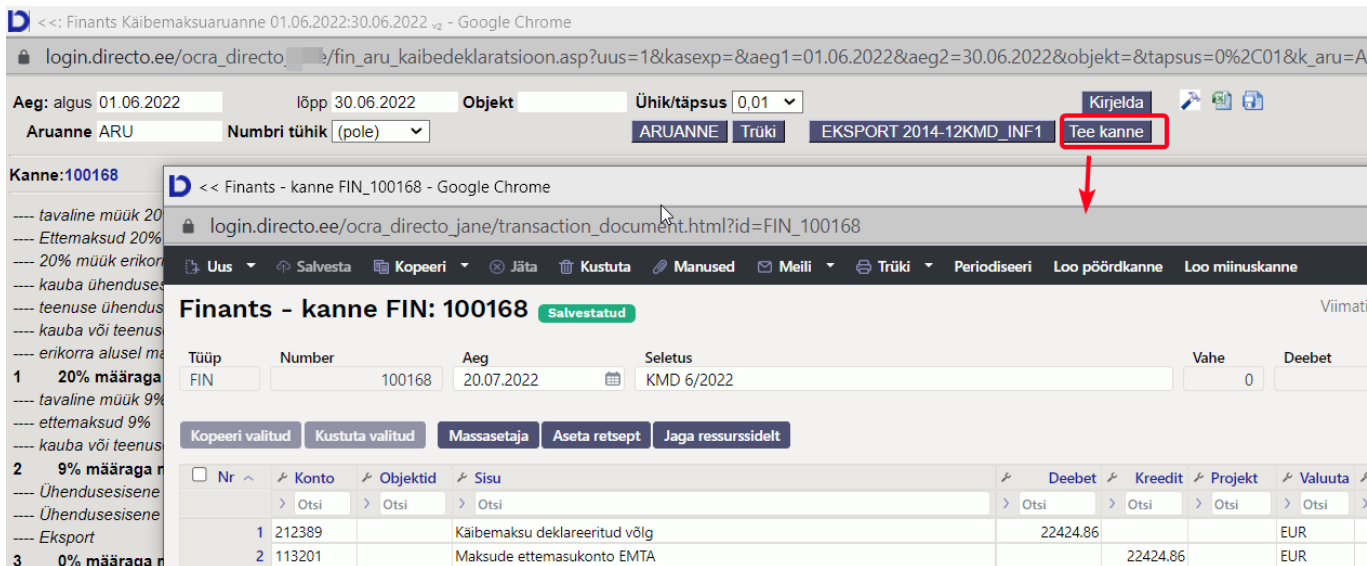 <<: Finants Käibemaksuaruanne 01.06.2022:30.06.2022 v2 - Google Chrome
login.directo.ee/ocra_directo_ e/fin_aru_kaibedeklaratsioon.asp?uus=1&kasexp=&aeg1=01.06.2022&aeg2=30.06.2022&objekt=&tapsus=0%2C01&k_aru=A
Aeg: algus 01.06.2022 lõpp 30.06.2022 Objekt Ühik/täpsus 0,01 Kirjelda
Aruanne ARU Numbri tühik (pole) ARUANNE Trüki EKSPORT 2014-12KMD_INF1 Tee kanne
Kanne:100168
<< Finants - kanne FIN_100168 - Google Chrome
---- tavaline müük 20
login.directo.ee/ocra_directo_jane/transaction_document.html?id=FIN_100168
---- Ettemaksud 20%
---- 20% müük erikorr
Uus Salvesta Kopeeri Jäta Kustuta Manused Meili Trüki Periodiseeri Loo pöördkanne Loo miinuskanne
---- kauba ühenduses
---- teenuse ühendus
Finants - kanne FIN: 100168 Salvestatud Viimati
---- kauba või teenus
---- erikorra alusel mä
Tüüp Number Aeg Seletus Vahe Deebet
1 20% määraga
FIN 100168 20.07.2022 KMD 6/2022 0
---- tavaline müük 9%
---- ettemaksud 9%
Kopeeri valitud Kustuta valitud Massasetaja Aseta retsept Jaga ressurssidelt
---- kauba või teenus
2 9% määraga m
Nr Konto Objektid Sisu Deebet Kreedit Projekt Valuuta
---- Ühendusesisene
> Otsi > Otsi > Otsi > Otsi > Otsi > Otsi > Otsi >
---- Ühendusesisene
---- Eksport
1 212389 Käibemaksu deklareeritud võlg 22424.86 EUR
3 0% määraga m
2 113201 Maksude ettemasukonto EMTA 22424.86 EUR